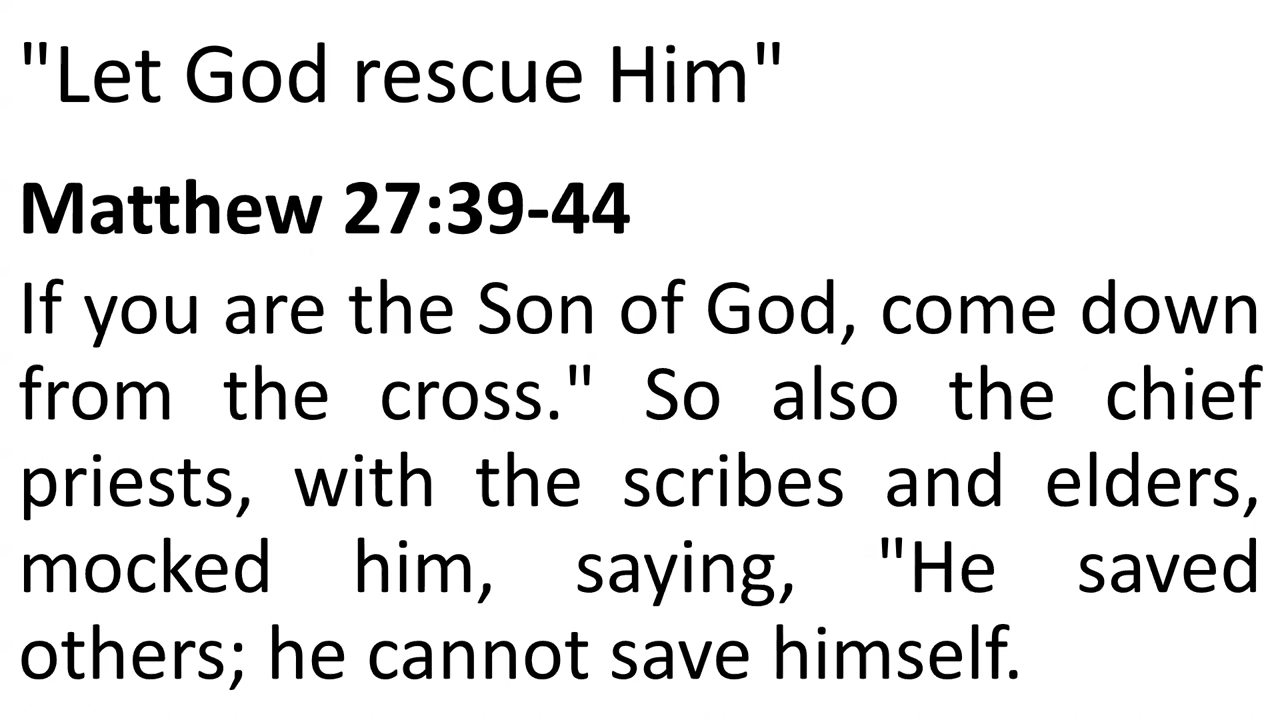 "Let God rescue Him"
Matthew 27:39-44
If you are the Son of God, come down
from the cross." So also the chief
priests, with the scribes and elders,
mocked him, saying, "He saved
others; he cannot save himself.